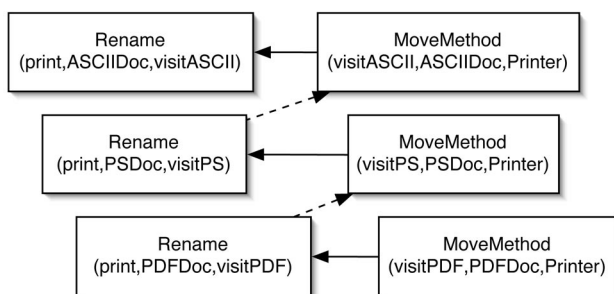 Rename
(print,ASCIIDoc,visitASCII)
MoveMethod
(visitASCII,ASCIIDoc,Printer)
Rename
(print,PSDoc,visitPS)
MoveMethod
(visitPS,PSDoc,Printer)
Rename
(print,PDFDoc,visitPDF)
MoveMethod
(visitPDF,PDFDoc,Printer)